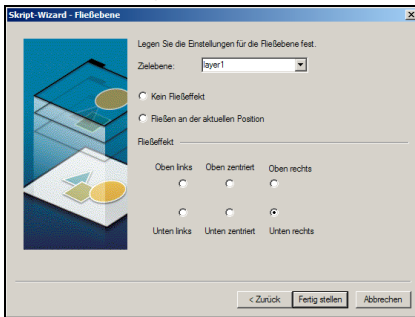 Skript-Wizard - Fließebene
Legen Sie die Einstellungen für die Fließebene fest.
Zielebene: layer1
Kein Fließeffekt
Fließen an der aktuellen Position
Fließeffekt
Oben links Oben zentriert Oben rechts
Unten links Unten zentriert Unten rechts
< Zurück Fertig stellen Abbrechen